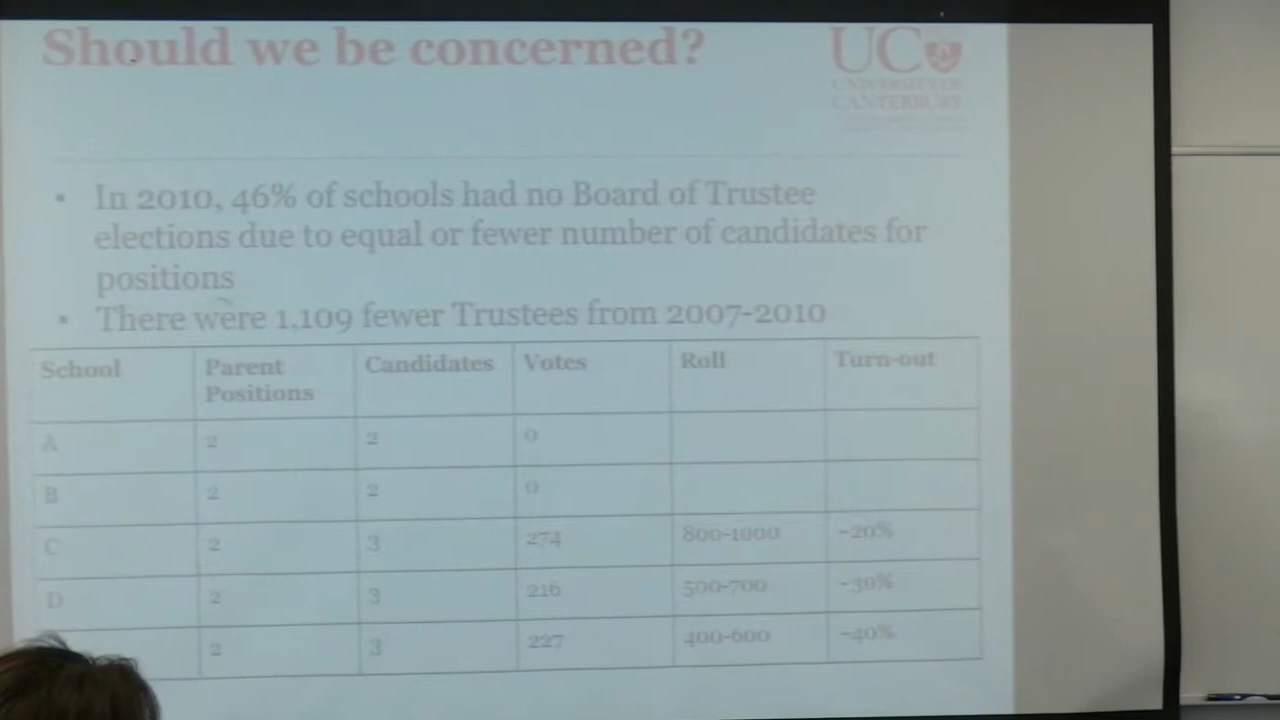 Should we be concerned?
UC
UNIVERSITY OF
CANTERBURY
▪ In 2010, 46% of schools had no Board of Trustee
elections due to equal or fewer number of candidates for
positions
▪ There were 1,109 fewer Trustees from 2007-2010
School Parent Positions Candidates Votes Roll Turn-out
A 2 2 0
B 2 2 0
C 2 3 274 800-1000 ~20%
D 2 3 216 500-700 ~30%
2 3 227 400-600 ~40%